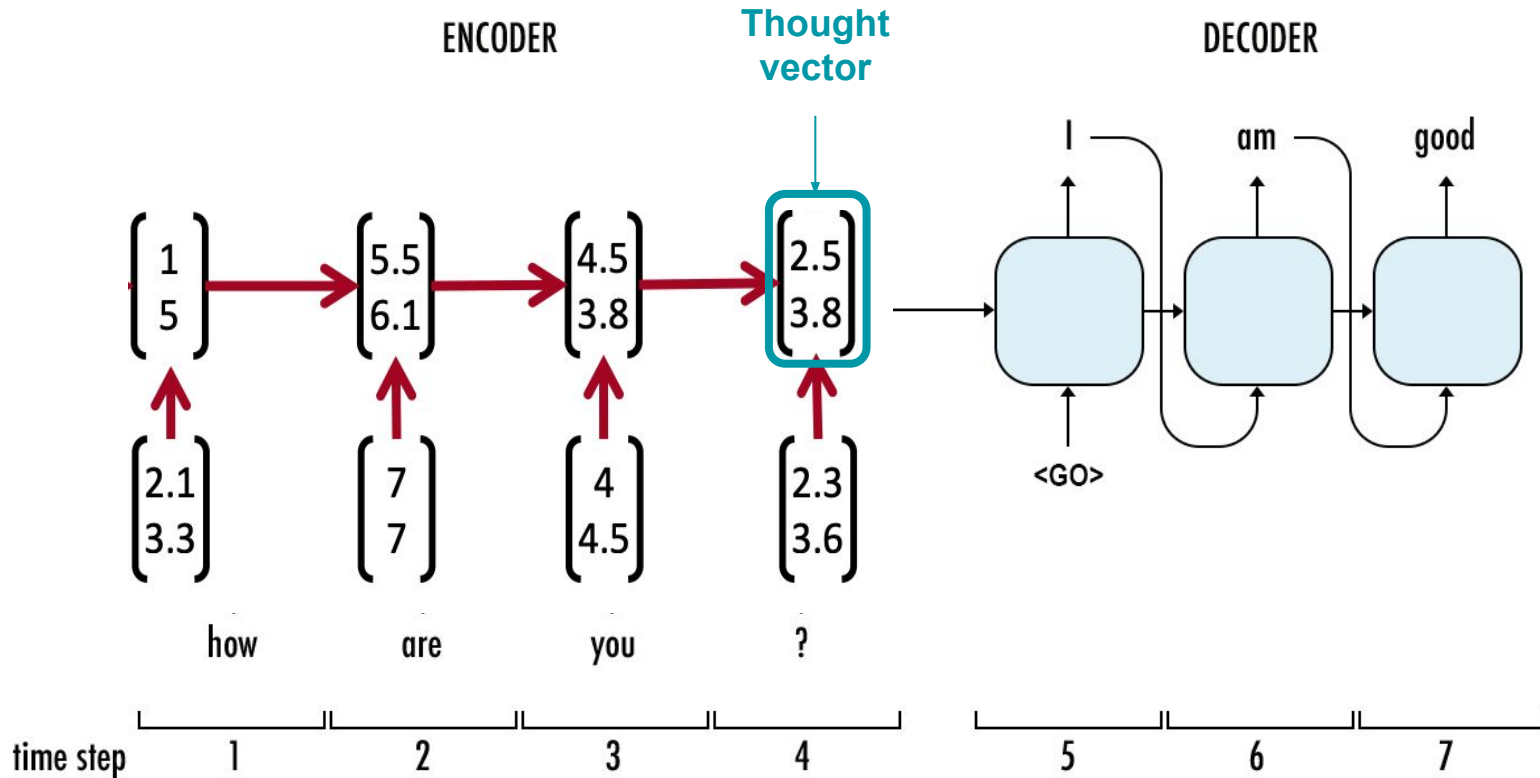 ENCODER
Thought
vector
DECODER
I am good
1 5.5 4.5 2.5
5 6.1 3.8 3.8
2.1 7 4 2.3
3.3 7 4.5 3.6
<GO>
how are you ?
time step 1 2 3 4 5 6 7